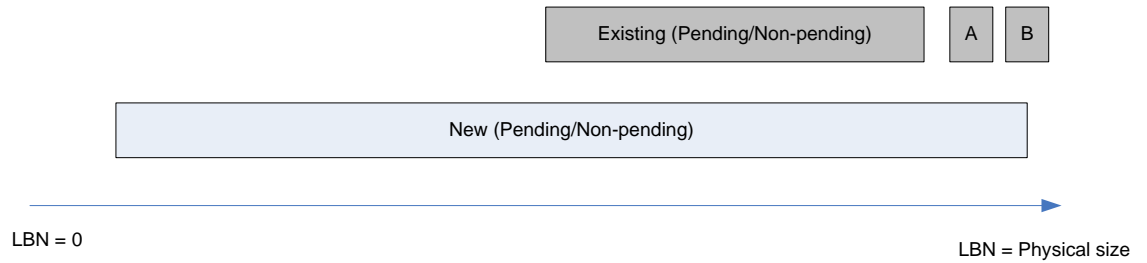 Existing (Pending/Non-pending)
A
B
New (Pending/Non-pending)
LBN = 0
LBN = Physical size